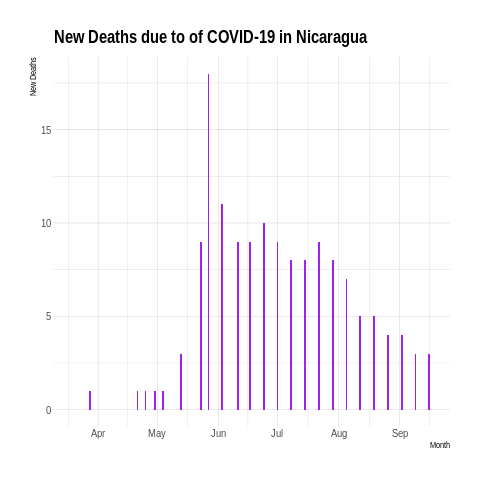 New Deaths due to of COVID-19 in Nicaragua
New Deaths
15
10
5
0
Apr May Jun Jul Aug Sep
Month